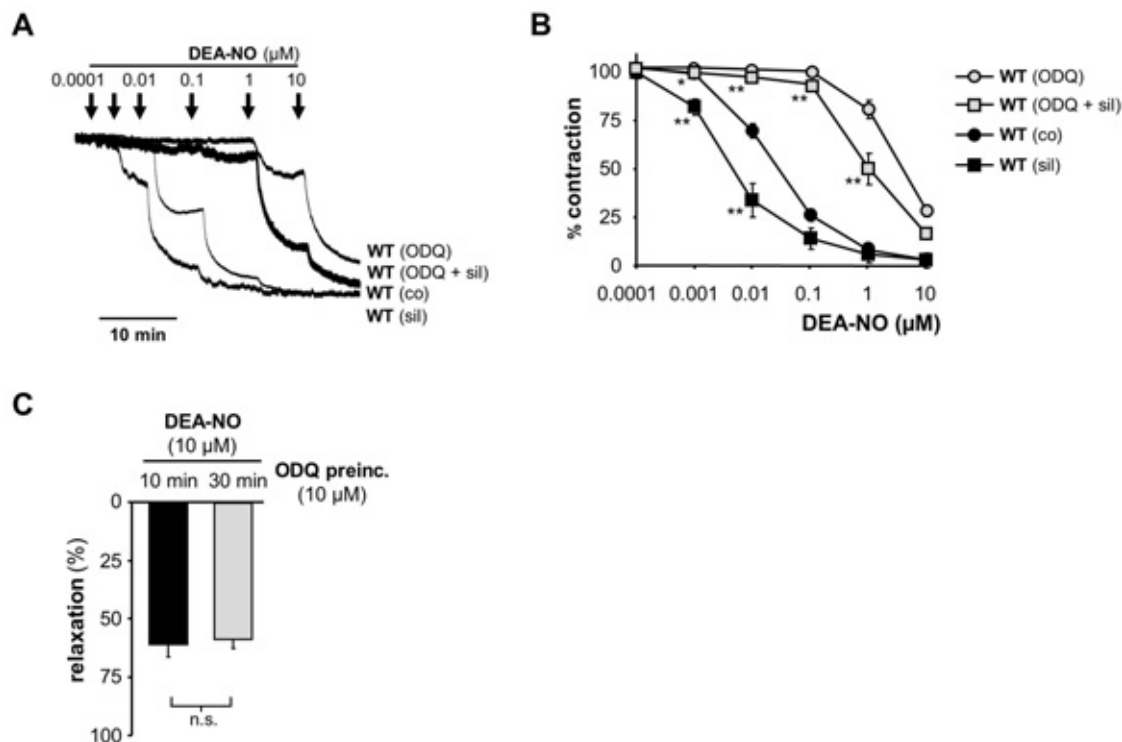 A
DEA-NO (µM)
0.0001 0.01 0.1 1 10
WT (ODQ)
WT (ODQ + sil)
WT (co)
WT (sil)
10 min
B
% contraction
100
75
50
25
0
* ** ** ** ** **
0.0001 0.001 0.01 0.1 1 10
DEA-NO (µM)
WT (ODQ)
WT (ODQ + sil)
WT (co)
WT (sil)
C
DEA-NO
(10 µM)
10 min 30 min
ODQ preinc.
(10 µM)
relaxation (%)
0
25
50
75
100
n.s.